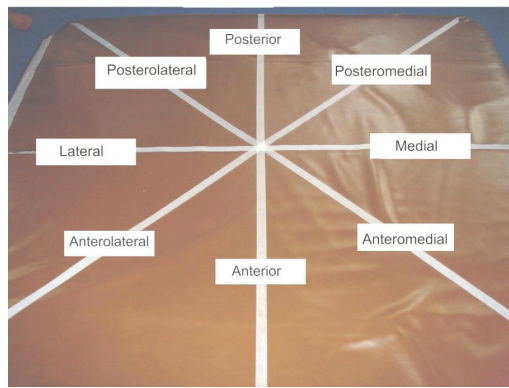 Posterior
Posterolateral
Posteromedial
Lateral
Medial
Anterolateral
Anteromedial
Anterior